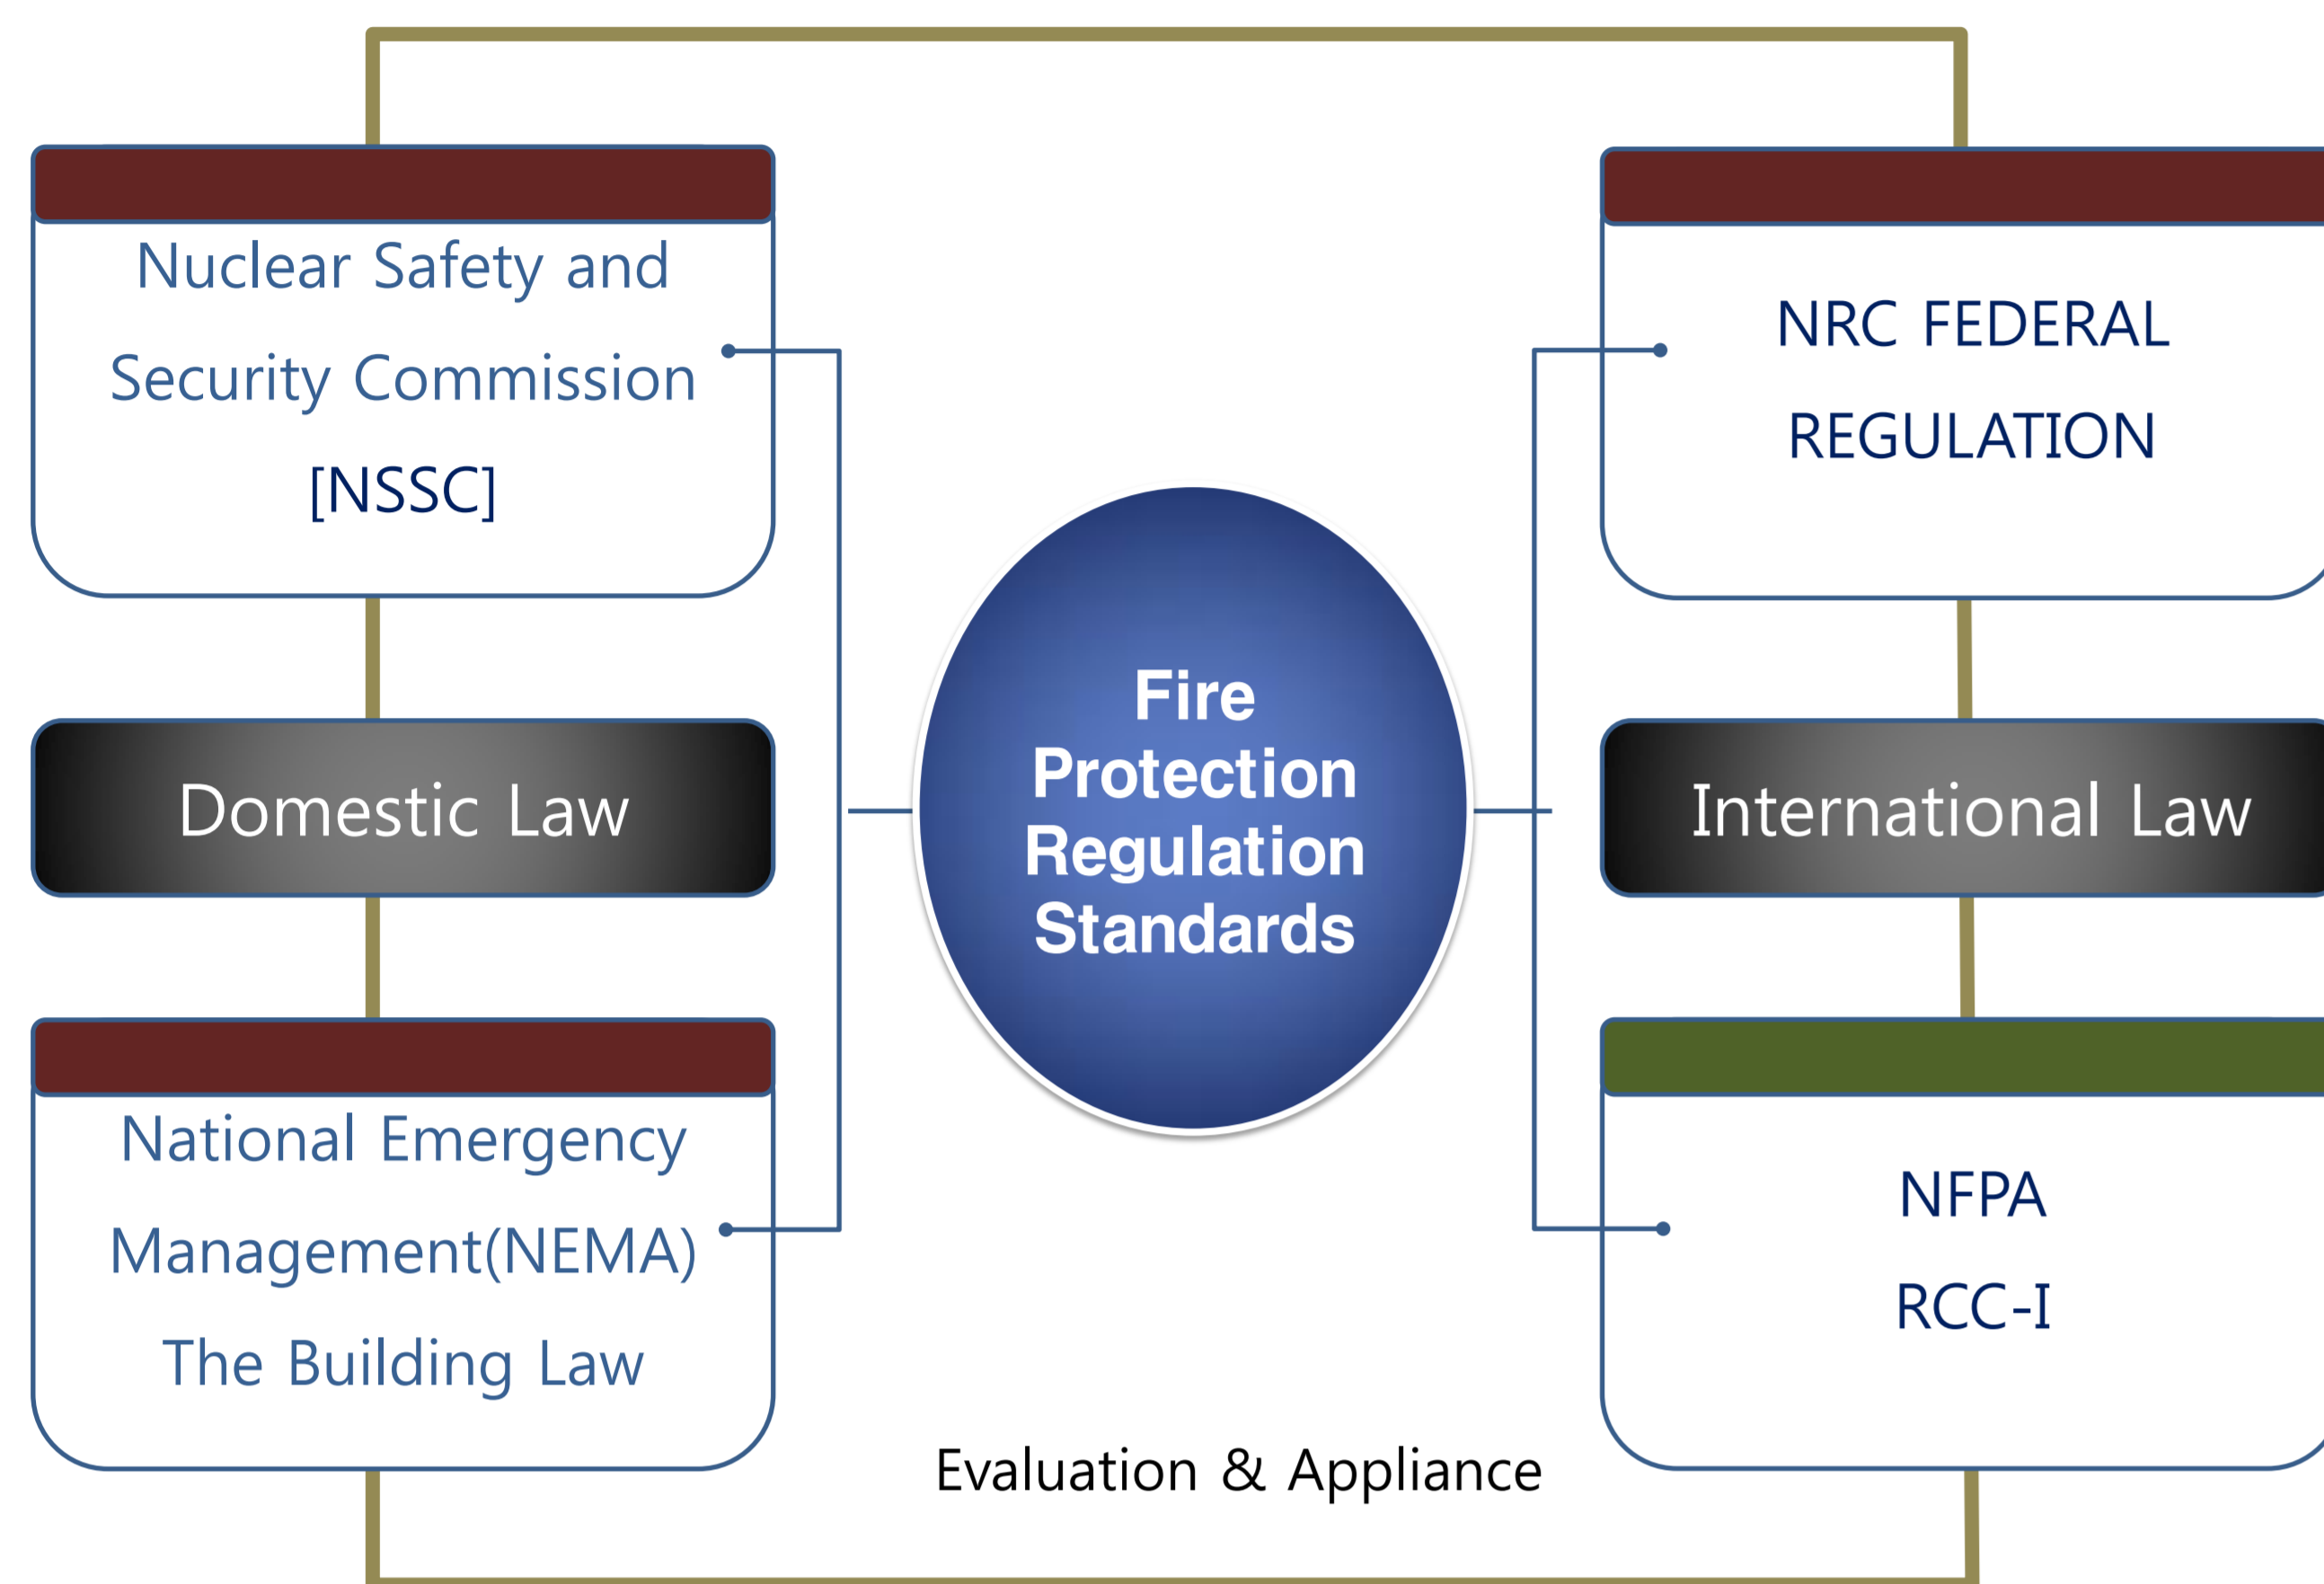 Nuclear Safety and
Security Commission
[NSSC]
Domestic Law
National Emergency
Management(NEMA)
The Building Law
Fire
Protection
Regulation
Standards
Evaluation & Appliance
NRC FEDERAL
REGULATION
International Law
NFPA
RCC-I